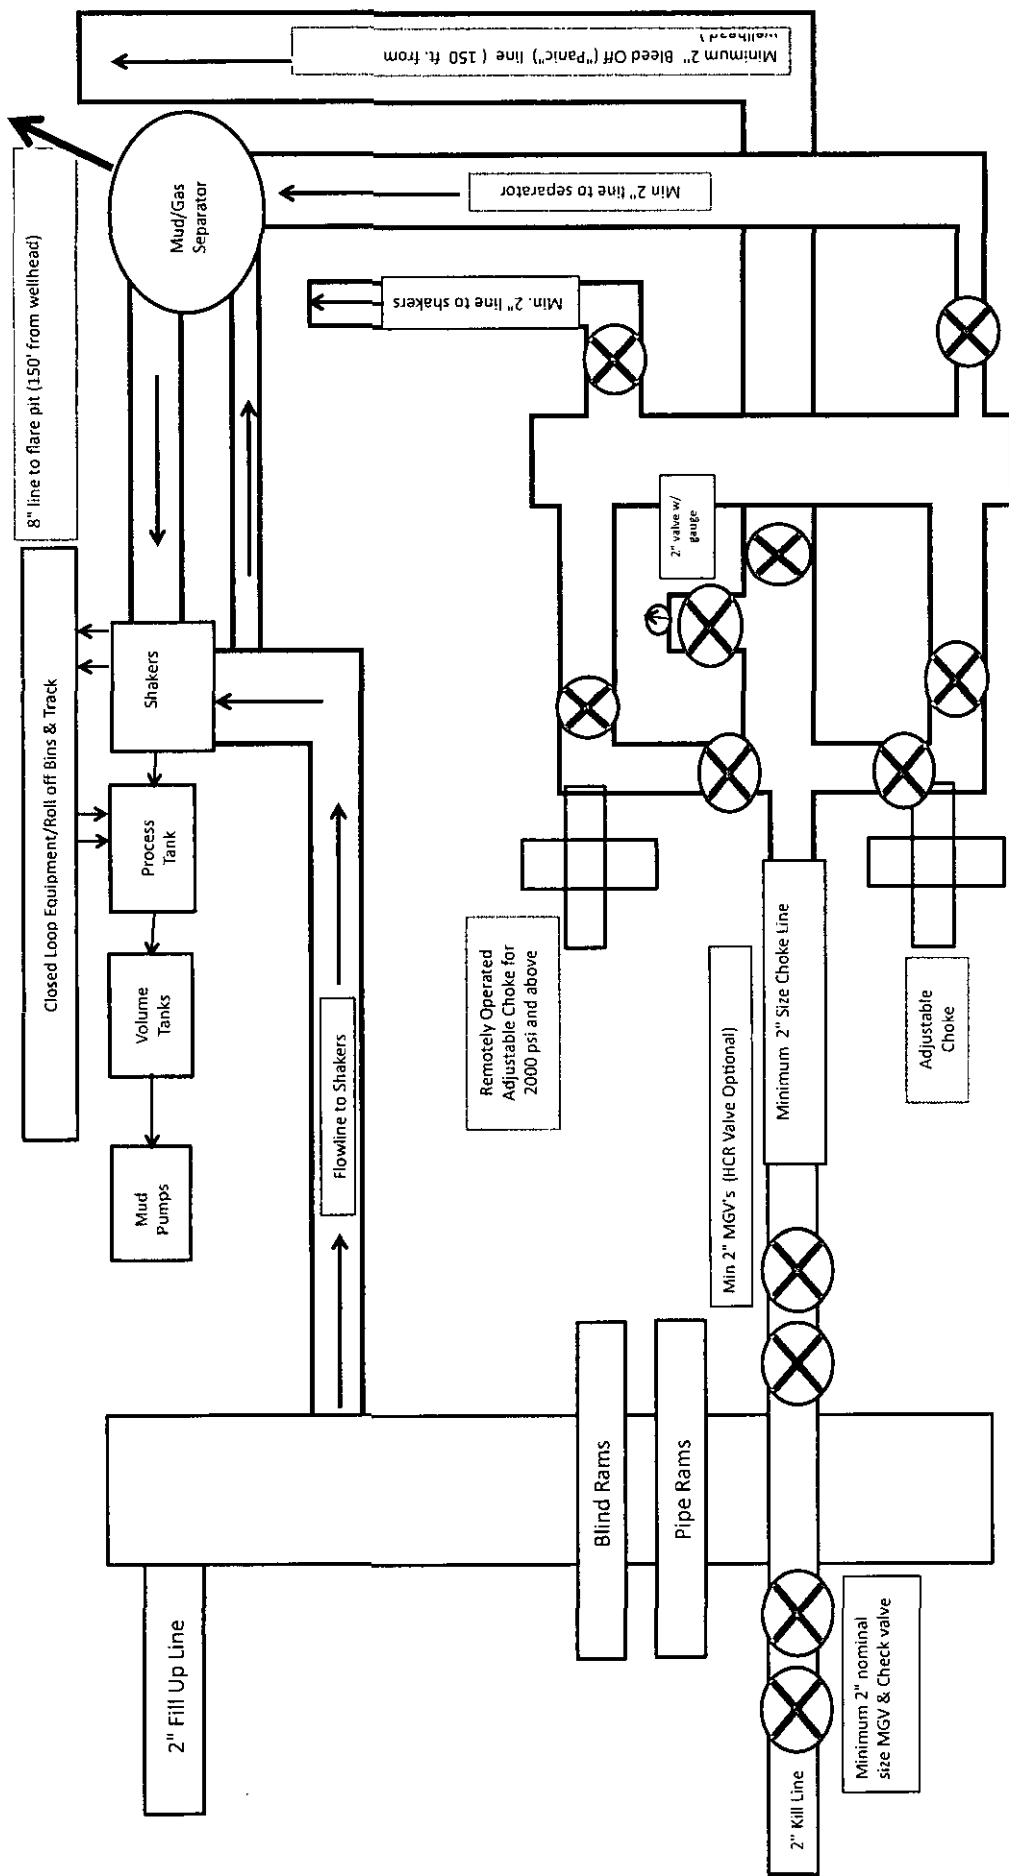 8" line to flare pit (150' from wellhead)
Closed Loop Equipment/Roll off Bins & Track
Mud/Gas
Separator
Minimum 2" Bleed Off ("Panic") line ( 150 ft. from
wellhead)
Min 2" line to separator
Min. 2" line to shakers
Shakers
Process
Tank
Volume
Tanks
Mud
Pumps
Flowline to Shakers
2" valve w/
gauge
Remotely Operated
Adjustable Choke for
2000 psi and above
Adjustable
Choke
Min 2" MGV's (HCR Valve Optional)
Minimum 2" Size Choke Line
2" Fill Up Line
Blind Rams
Pipe Rams
2" Kill Line
Minimum 2" nominal
size MGV & Check valve